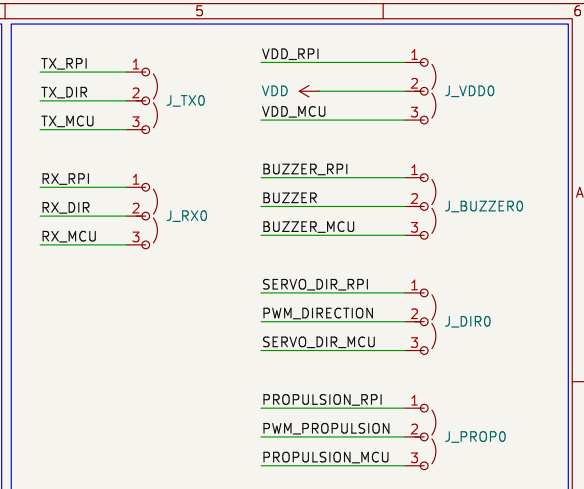 5
6
TX_RPI 1
TX_DIR 2 J_TX0
TX_MCU 3
RX_RPI 1
RX_DIR 2 J_RX0
RX_MCU 3
VDD_RPI 1
VDD 2 J_VDD0
VDD_MCU 3
BUZZER_RPI 1
BUZZER 2 J_BUZZER0
BUZZER_MCU 3
SERVO_DIR_RPI 1
PWM_DIRECTION 2 J_DIR0
SERVO_DIR_MCU 3
PROPULSION_RPI 1
PWM_PROPULSION 2 J_PROP0
PROPULSION_MCU 3
A